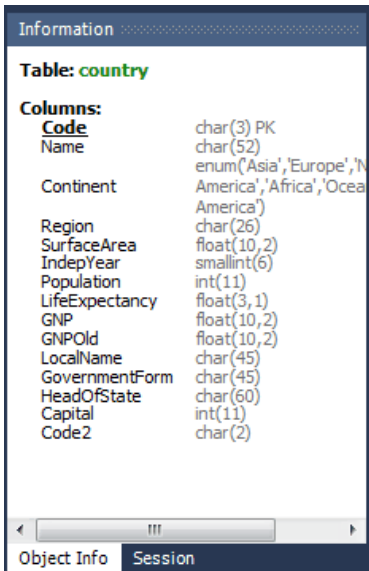 Information
Table: country
Columns:
Code char(3) PK
Name char(52)
enum('Asia','Europe','N
Continent America','Africa','Ocea
America')
Region char(26)
SurfaceArea float(10,2)
IndepYear smallint(6)
Population int(11)
LifeExpectancy float(3,1)
GNP float(10,2)
GNPOld float(10,2)
LocalName char(45)
GovernmentForm char(45)
HeadOfState char(60)
Capital int(11)
Code2 char(2)
Object Info Session